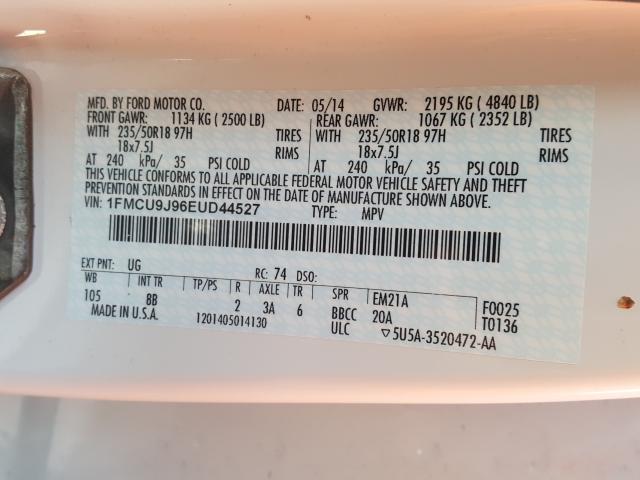 MFD. BY FORD MOTOR CO. DATE: 05/14 GVWR: 2195 KG ( 4840 LB)
FRONT GAWR: 1134 KG ( 2500 LB) REAR GAWR: 1067 KG ( 2352 LB)
WITH 235/50R18 97H TIRES WITH 235/50R18 97H TIRES
18x7.5J RIMS 18x7.5J RIMS
AT 240 kPa/ 35 PSI COLD AT 240 kPa/ 35 PSI COLD
THIS VEHICLE CONFORMS TO ALL APPLICABLE FEDERAL MOTOR VEHICLE SAFETY AND THEFT
PREVENTION STANDARDS IN EFFECT ON THE DATE OF MANUFACTURE SHOWN ABOVE.
VIN: 1FMCU9J96EUD44527 TYPE: MPV
EXT PNT: UG RC: 74 DSO:
WB INT TR TP/PS R AXLE TR SPR EM21A F0025
105 8B 2 3A 6 BBCC 20A T0136
MADE IN U.S.A. 1201405014130 ULC ▽5U5A-3520472-AA